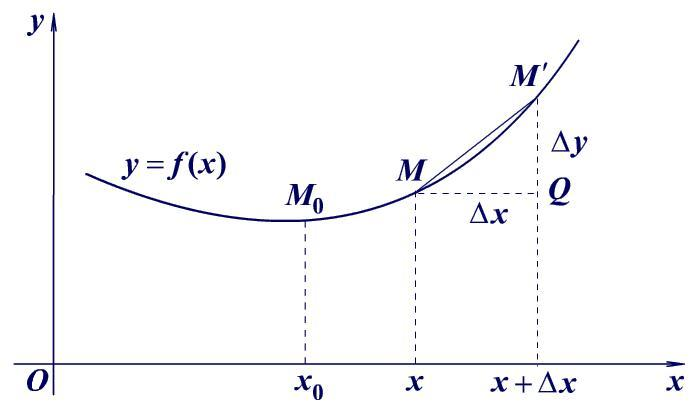 y
M′
Δy
y = f(x)
M
M₀
Q
Δx
O
x₀
x
x + Δx
x